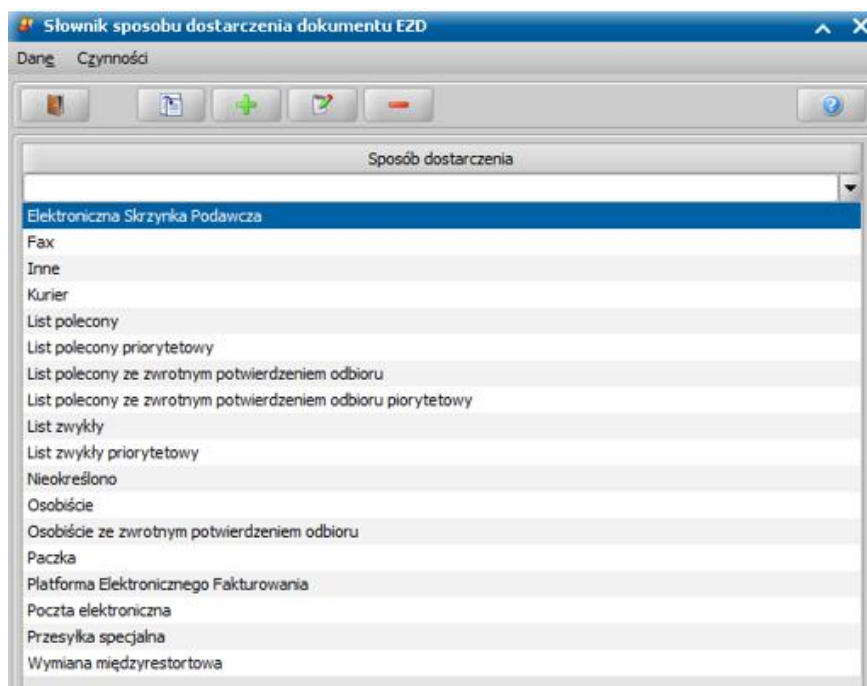 Słownik sposobu dostarczenia dokumentu EZD
Dane Czynności
Sposób dostarczenia
Elektroniczna Skrzynka Podawcza
Fax
Inne
Kurier
List polecony
List polecony priorytetowy
List polecony ze zwrotnym potwierdzeniem odbioru
List polecony ze zwrotnym potwierdzeniem odbioru piorytetowy
List zwykły
List zwykły priorytetowy
Nieokreślono
Osobiście
Osobiście ze zwrotnym potwierdzeniem odbioru
Paczka
Platforma Elektronicznego Fakturowania
Poczta elektroniczna
Przesyłka specjalna
Wymiana międzyrestortowa